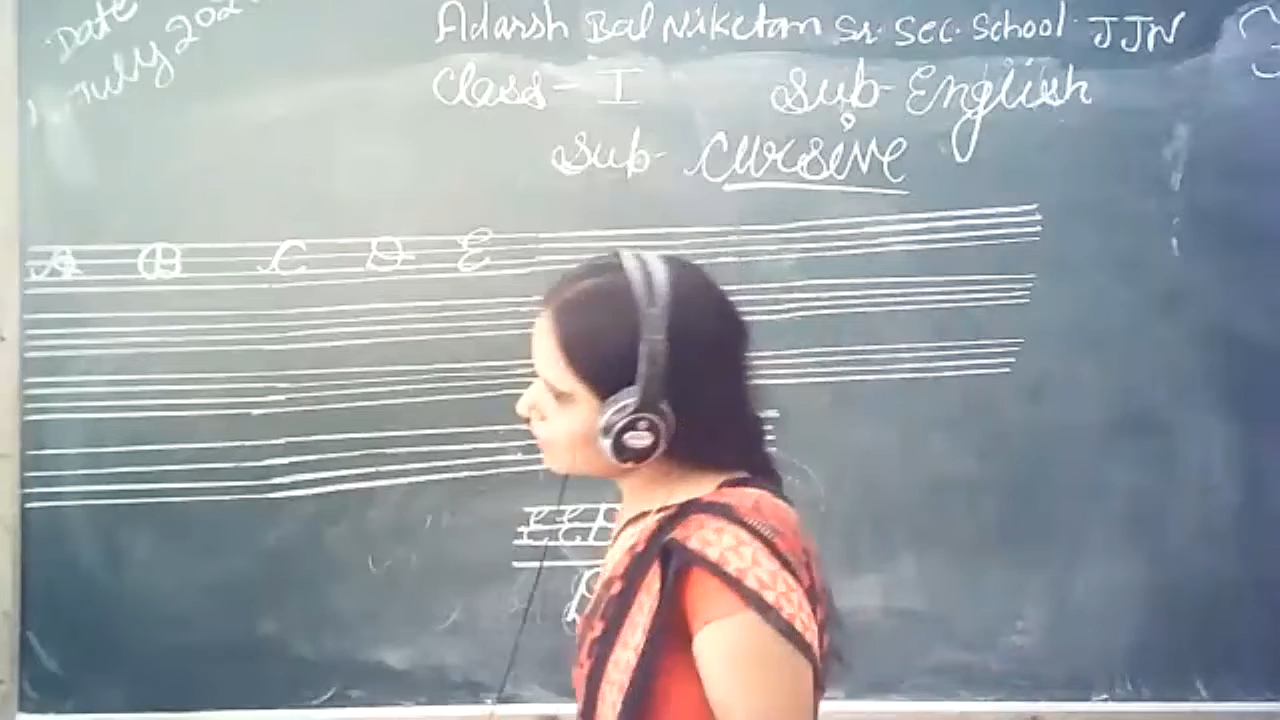 Date
July 202
Adarsh Bal Niketan Sr. Sec. School JJN
Class - I Sub- English
Sub- Cursive
A B C D E